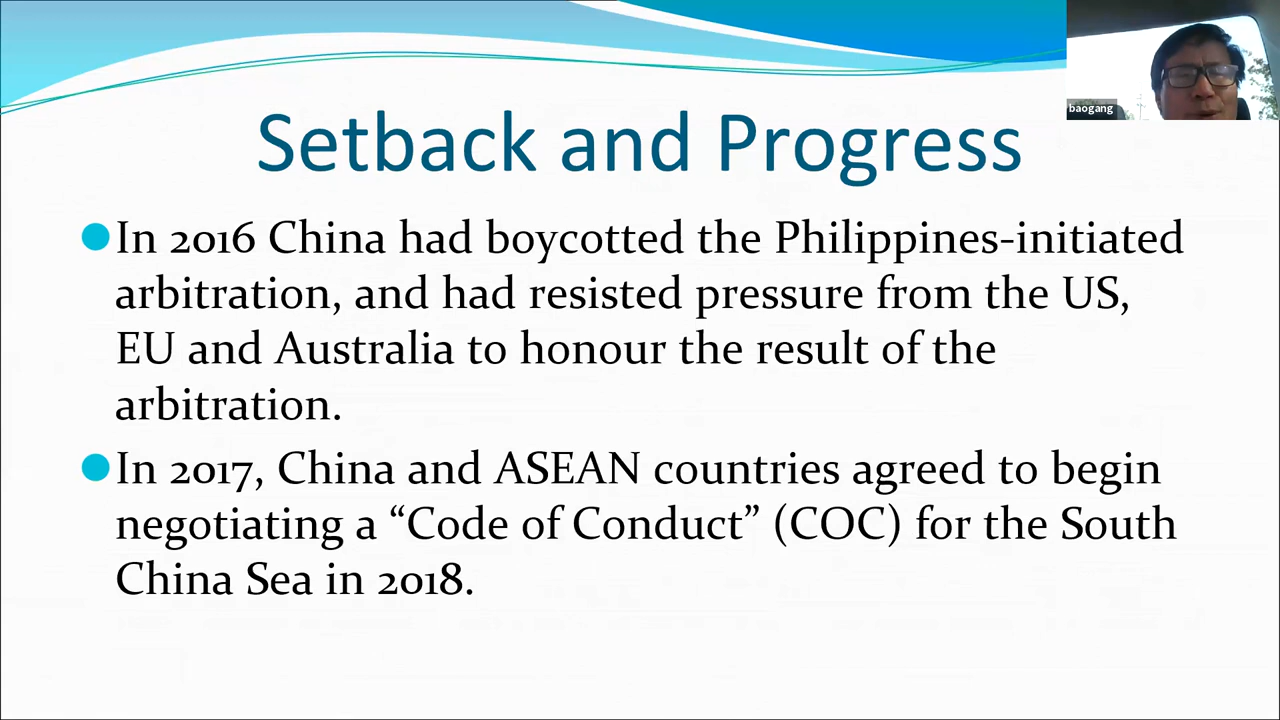 baogang
Setback and Progress
In 2016 China had boycotted the Philippines-initiated
arbitration, and had resisted pressure from the US,
EU and Australia to honour the result of the
arbitration.
In 2017, China and ASEAN countries agreed to begin
negotiating a “Code of Conduct” (COC) for the South
China Sea in 2018.